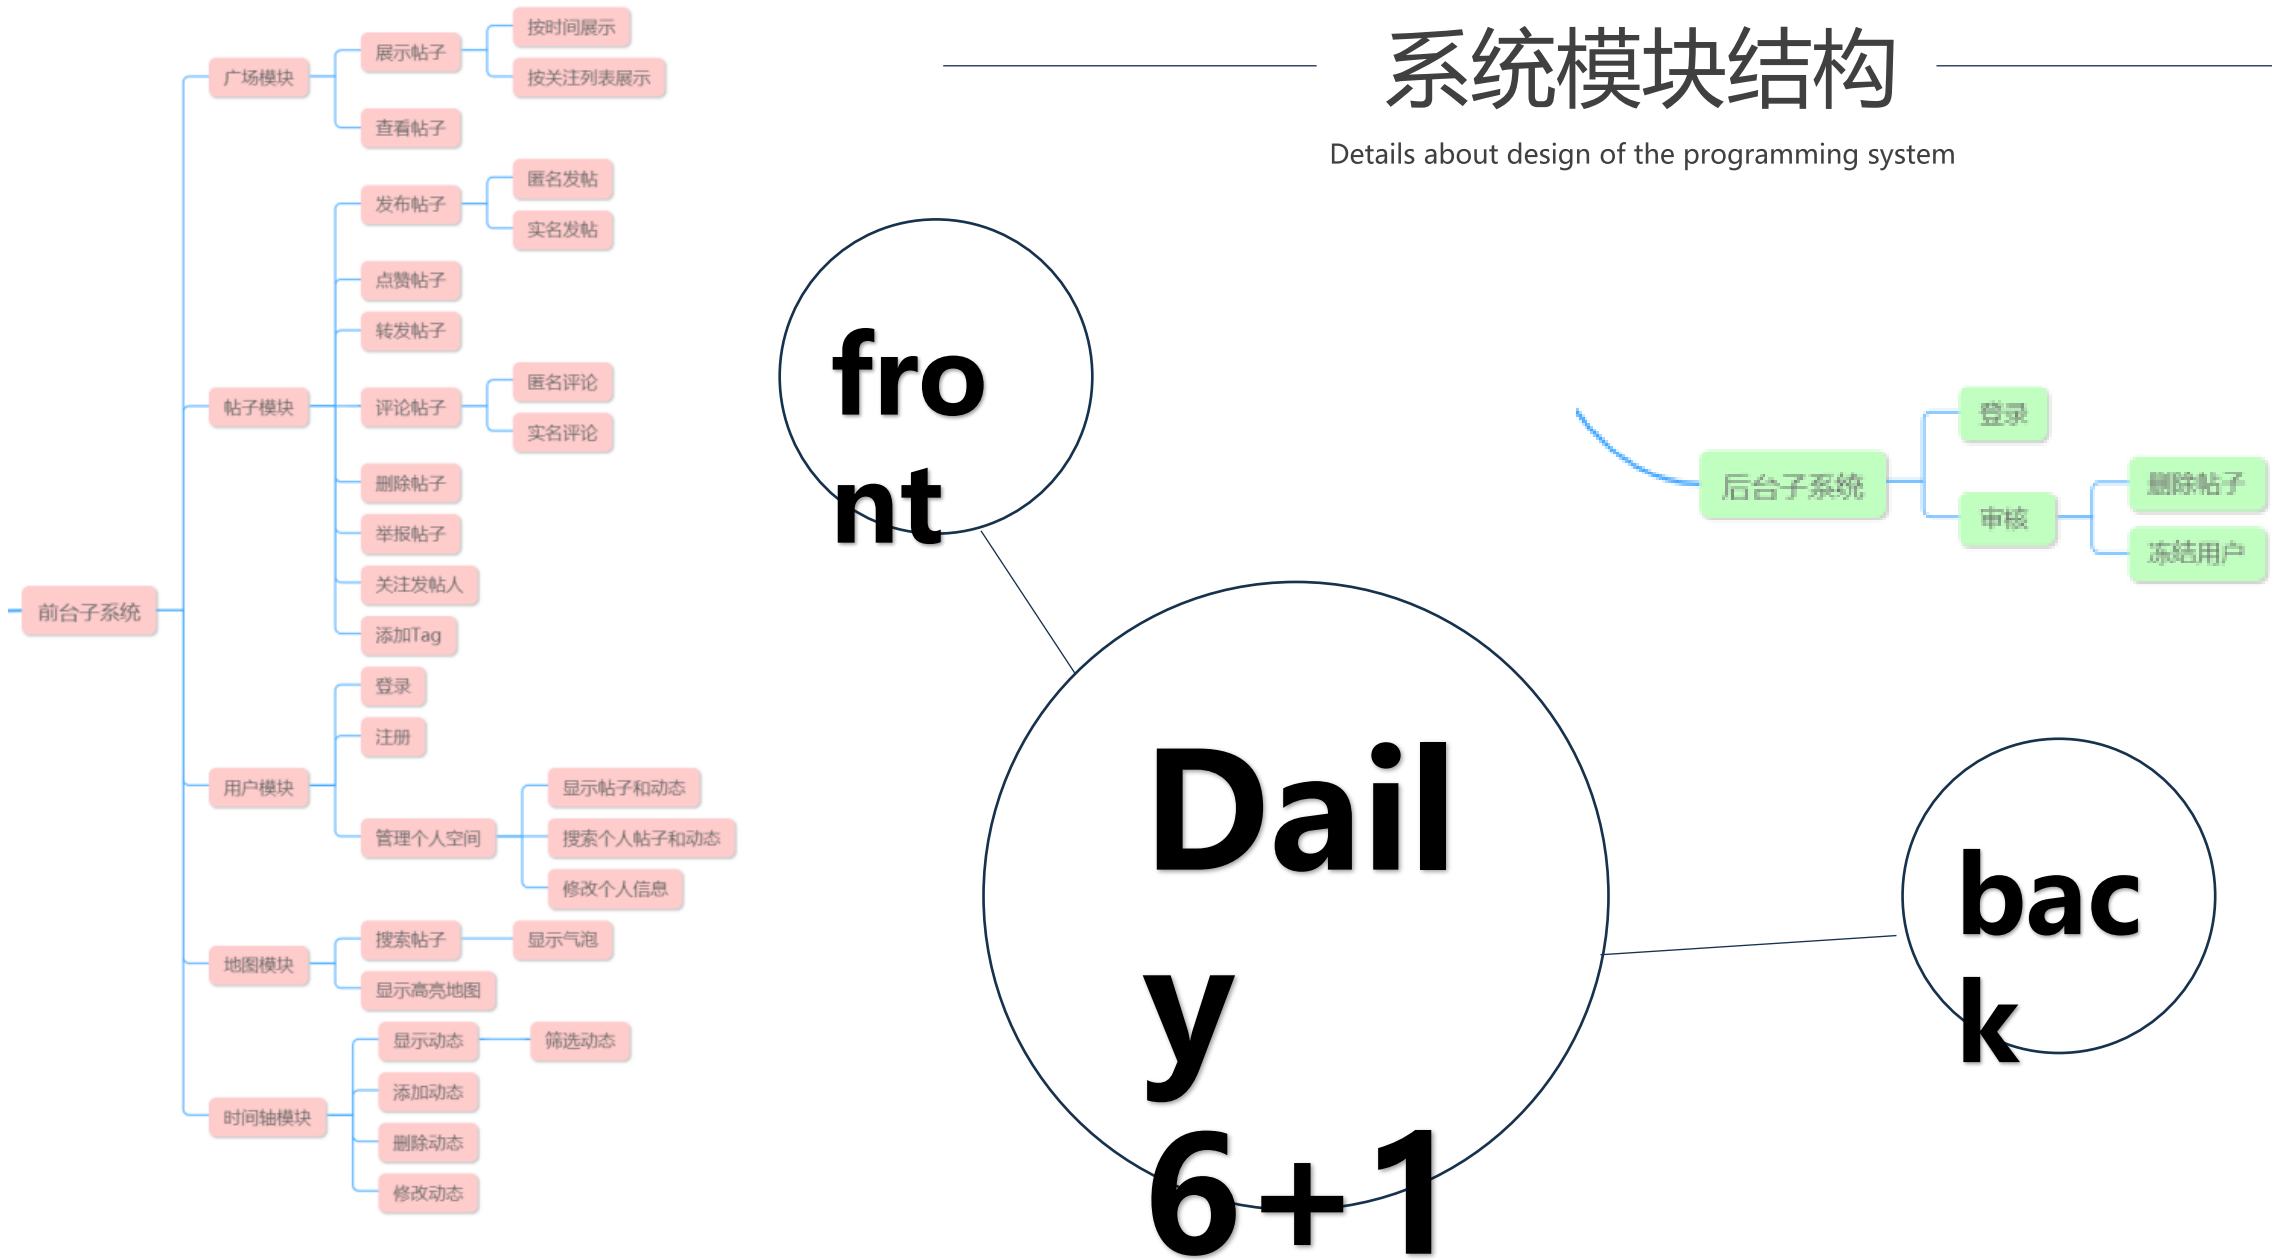 系统模块结构
Details about design of the programming system
前台子系统
广场模块
展示帖子
按时间展示
按关注列表展示
查看帖子
帖子模块
发布帖子
匿名发帖
实名发帖
点赞帖子
转发帖子
评论帖子
匿名评论
实名评论
删除帖子
举报帖子
关注发帖人
添加Tag
用户模块
登录
注册
管理个人空间
显示帖子和动态
搜索个人帖子和动态
修改个人信息
地图模块
搜索帖子
显示气泡
显示高亮地图
时间轴模块
显示动态
筛选动态
添加动态
删除动态
修改动态
fro
nt
Dail
y
6+1
bac
k
后台子系统
登录
审核
删除帖子
冻结用户